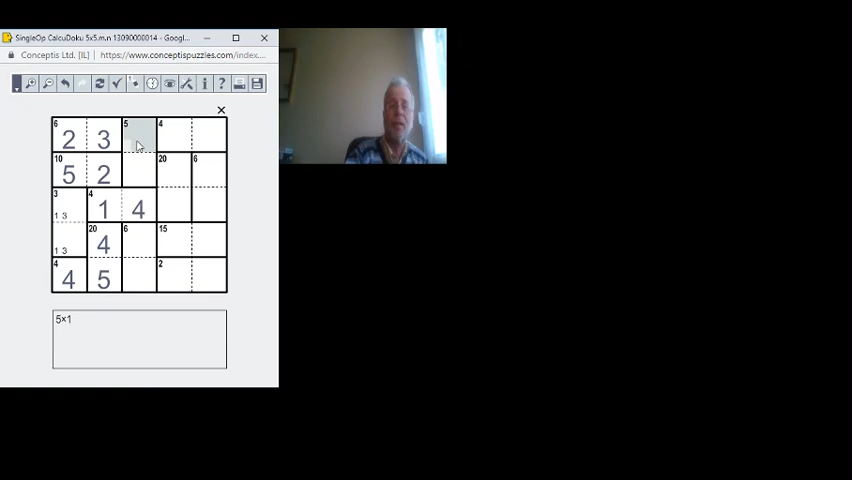 SingleOp CalcuDoku 5x5.m.n 13090000014 - Googl...
Conceptis Ltd. [IL] https://www.conceptispuzzles.com/index....
6 2 3 5 4
10 5 2 20 6
3 1 3 4 1 4
1 3 20 4 6 15
4 4 5 2
5×1